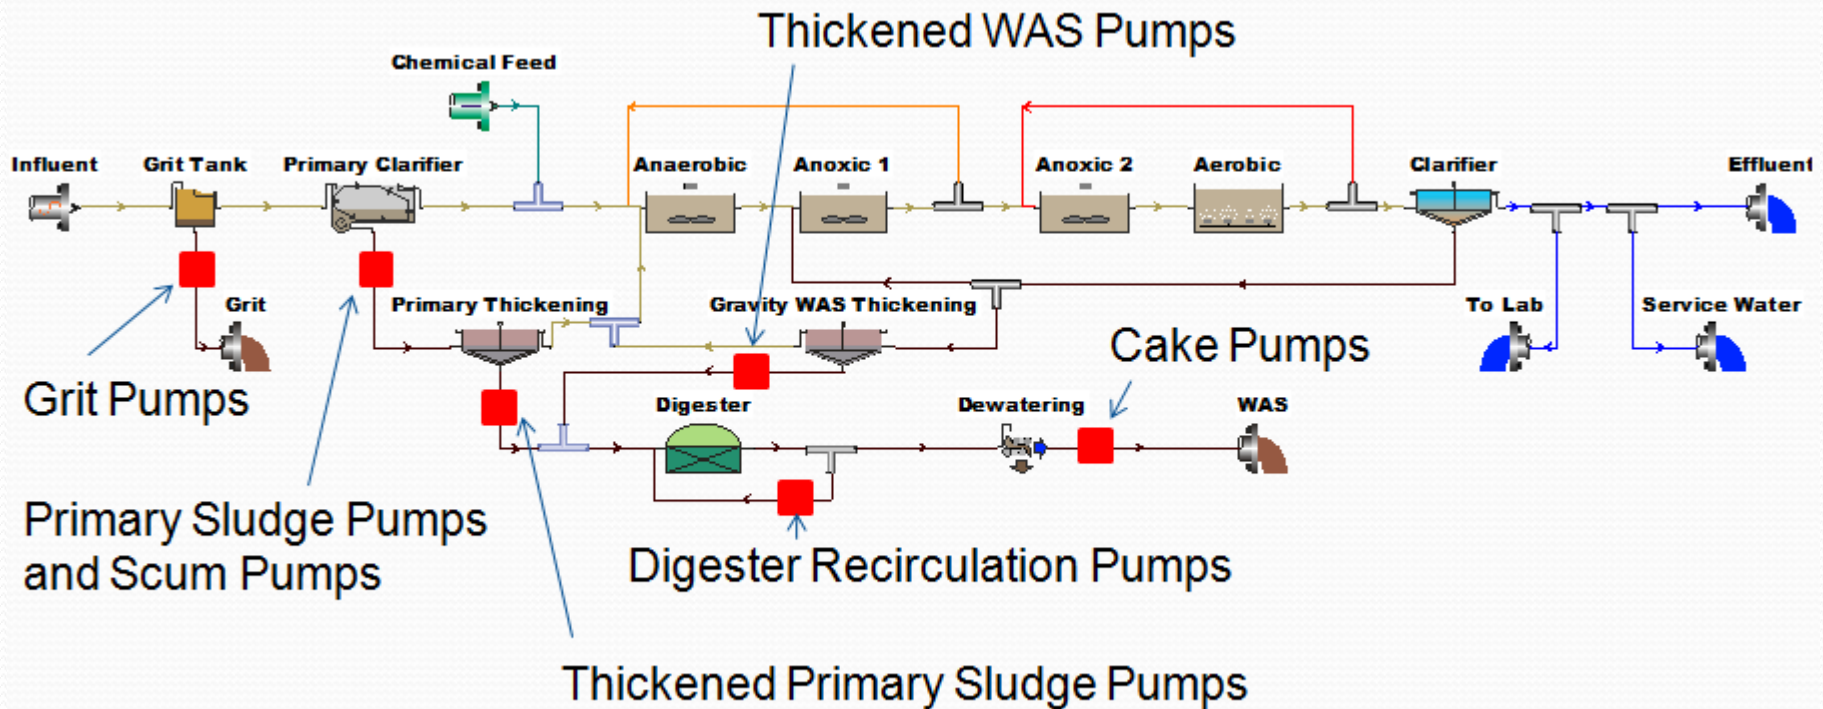 Thickened WAS Pumps
Chemical Feed
Influent
Grit Tank
Primary Clarifier
Anaerobic
Anoxic 1
Anoxic 2
Aerobic
Clarifier
Effluent
Grit
Primary Thickening
Gravity WAS Thickening
To Lab
Service Water
Cake Pumps
Grit Pumps
Digester
Dewatering
WAS
Primary Sludge Pumps
and Scum Pumps
Digester Recirculation Pumps
Thickened Primary Sludge Pumps